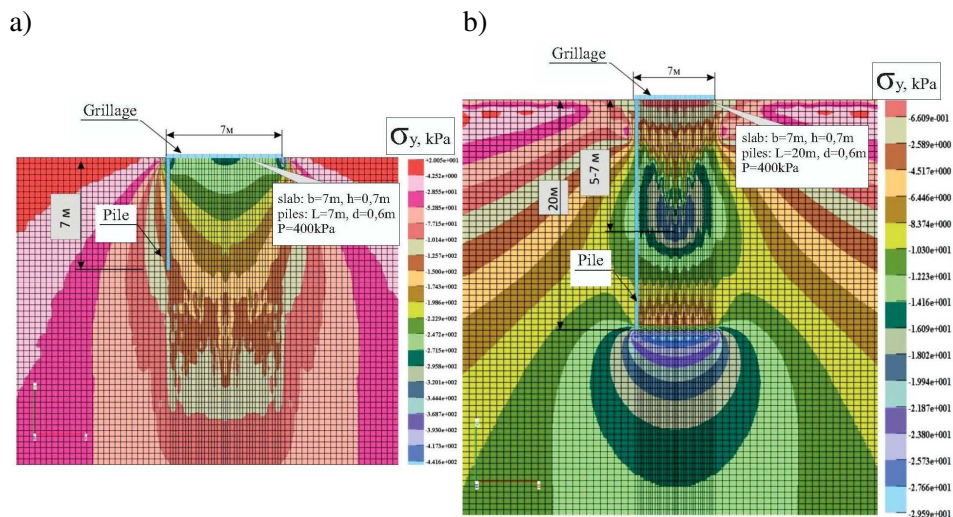 a)
Grillage
7м
σy, kPa
slab: b=7m, h=0,7m
piles: L=7m, d=0,6m
P=400kPa
7 м
Pile
+2.005e+001
-4.252e+001
-5.285e+001
-7.715e+001
-1.014e+002
-1.257e+002
-1.500e+002
-1.743e+002
-1.986e+002
-2.229e+002
-2.472e+002
-2.715e+002
-2.958e+002
-3.201e+002
-3.444e+002
-3.687e+002
-3.930e+002
-4.173e+002
-4.416e+002
b)
Grillage
7м
σy, kPa
slab: b=7m, h=0,7m
piles: L=20m, d=0,6m
P=400kPa
5-7 м
20м
Pile
-6.609e-001
-2.589e+001
-4.517e+001
-6.446e+001
-8.374e+001
-1.030e+002
-1.223e+001
-1.416e+001
-1.609e+001
-1.802e+001
-1.994e+001
-2.187e+001
-2.380e+001
-2.573e+001
-2.766e+001
-2.959e+001